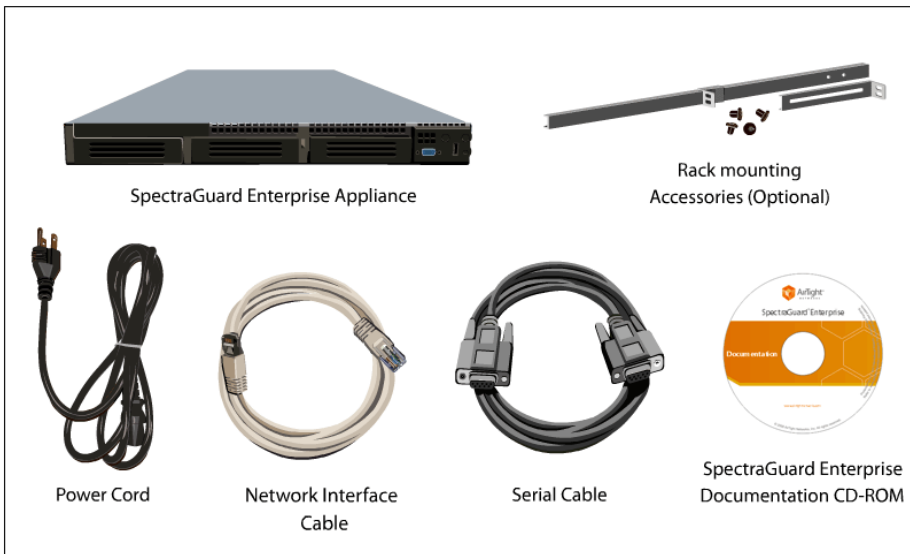 SpectraGuard Enterprise Appliance
Rack mounting
Accessories (Optional)
AirTight
NETWORKS
SpectraGuard Enterprise
Documentation
Power Cord
Network Interface
Cable
Serial Cable
SpectraGuard Enterprise
Documentation CD-ROM